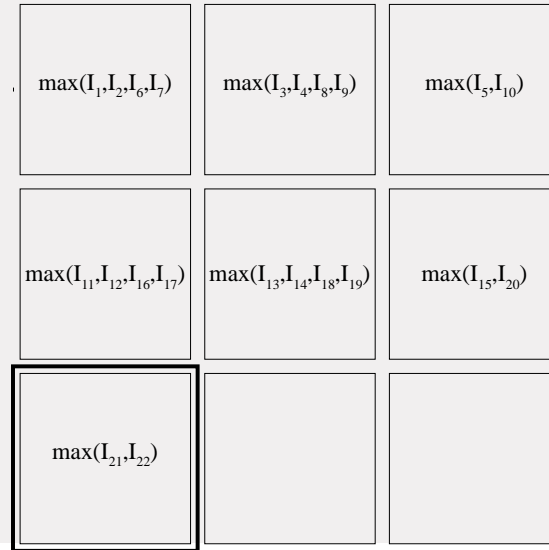 max(I₁,I₂,I₆,I₇) max(I₃,I₄,I₈,I₉) max(I₅,I₁₀)
max(I₁₁,I₁₂,I₁₆,I₁₇) max(I₁₃,I₁₄,I₁₈,I₁₉) max(I₁₅,I₂₀)
max(I₂₁,I₂₂)